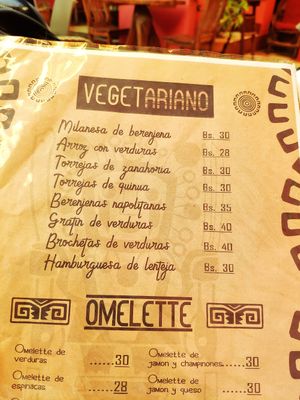 VEGETARIANO
Milanesa de berenjena Bs. 30
Arroz con verduras Bs. 28
Torrejas de zanahoria Bs. 30
Torrejas de quinua Bs. 30
Berenjenas napolitanas Bs. 35
Gratín de verduras Bs. 40
Brochetas de verduras Bs. 40
Hamburguesa de lenteja Bs. 30
OMELETTE
Omelette de verduras ........ 30
Omelette de espinacas ........ 28
Omelette de jamon y champiñones ...... 30
Omelette de jamon y queso ........ 30